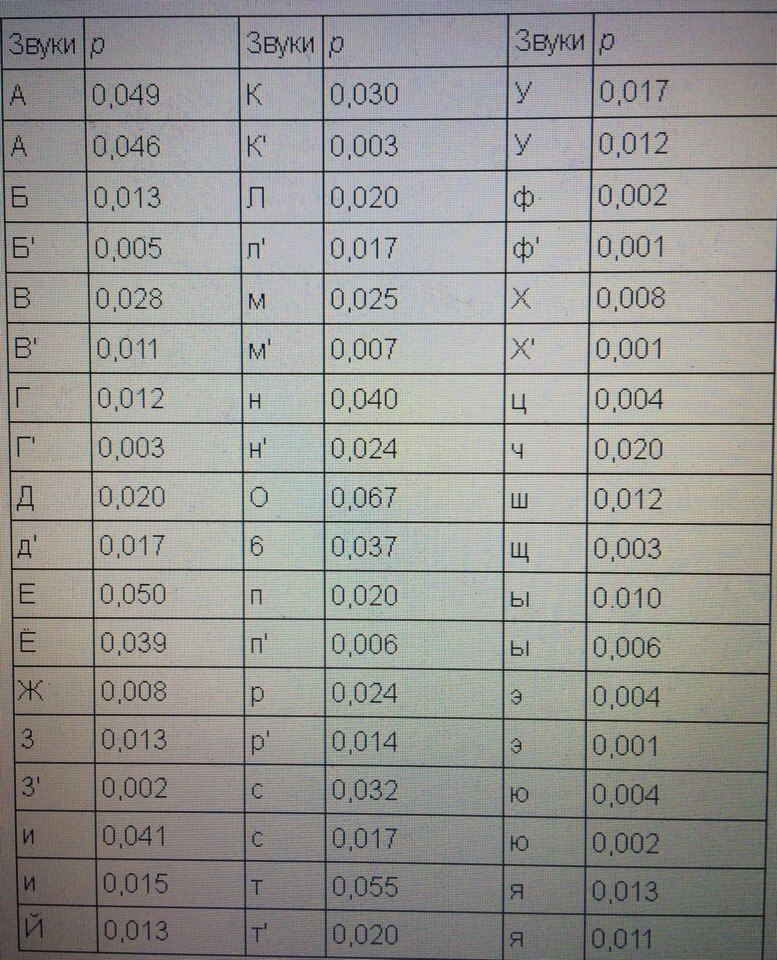 Звуки р Звуки р Звуки р
А 0,049 К 0,030 У 0,017
А 0,046 К' 0,003 У 0,012
Б 0,013 Л 0,020 ф 0,002
Б' 0,005 л' 0,017 ф' 0,001
В 0,028 м 0,025 Х 0,008
В' 0,011 м' 0,007 Х' 0,001
Г 0,012 н 0,040 ц 0,004
Г' 0,003 н' 0,024 ч 0,020
Д 0,020 О 0,067 ш 0,012
д' 0,017 6 0,037 щ 0,003
Е 0,050 п 0,020 ы 0.010
Ё 0,039 п' 0,006 ы 0,006
Ж 0,008 р 0,024 э 0,004
З 0,013 р' 0,014 э 0,001
З' 0,002 с 0,032 ю 0,004
и 0,041 с 0,017 ю 0,002
и 0,015 т 0,055 я 0,013
Й 0,013 т' 0,020 я 0,011